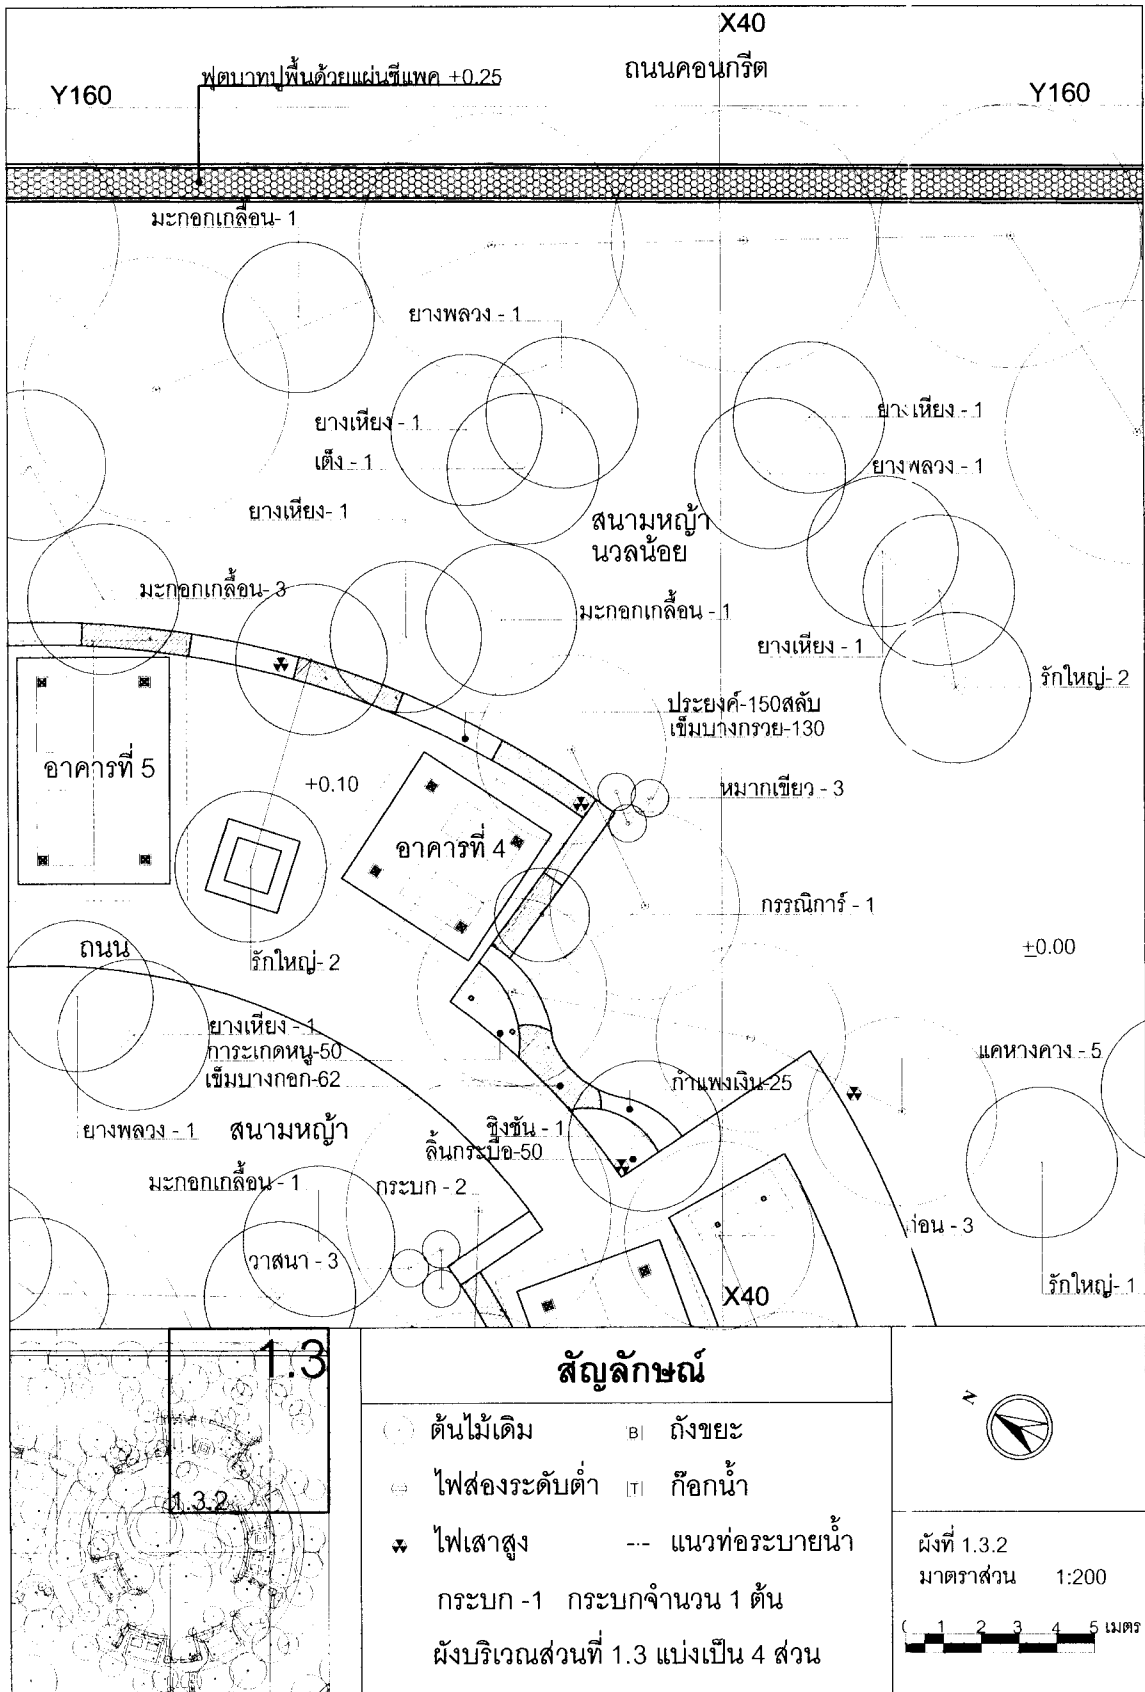 X40
ฟุตบาทปูพื้นด้วยแผ่นซีแพค +0.25
ถนนคอนกรีต
Y160
Y160
มะกอกเกลื้อน- 1
ยางพลวง - 1
ยางเหียง - 1
ยางเหียง - 1
เต็ง - 1
ยางพลวง - 1
ยางเหียง- 1
สนามหญ้า
นวลน้อย
มะกอกเกลื้อน- 3
มะกอกเกลื้อน - 1
ยางเหียง - 1
รักใหญ่- 2
ประยงค์-150สลับ
เข็มบางกรวย-130
อาคารที่ 5
+0.10
หมากเขียว - 3
อาคารที่ 4
กรรณิการ์ - 1
ถนน
รักใหญ่- 2
±0.00
ยางเหียง - 1
การะเกดหนู-50
เข็มบางกอก-62
แคหางคาง - 5
กำแพงเงิน-25
ยางพลวง - 1
สนามหญ้า
ชิงชัน - 1
ลิ้นกระบือ-50
มะกอกเกลื้อน - 1
กระบก - 2
วาสนา - 3
ก่อน - 3
รักใหญ่- 1
X40
1.3
1.3.2
สัญลักษณ์
ต้นไม้เดิม
B ถังขยะ
ไฟส่องระดับต่ำ
T ก๊อกน้ำ
ไฟเสาสูง
แนวท่อระบายน้ำ
กระบก -1 กระบกจำนวน 1 ต้น
ผังบริเวณส่วนที่ 1.3 แบ่งเป็น 4 ส่วน
N
ผังที่ 1.3.2
มาตราส่วน 1:200
0 1 2 3 4 5 เมตร